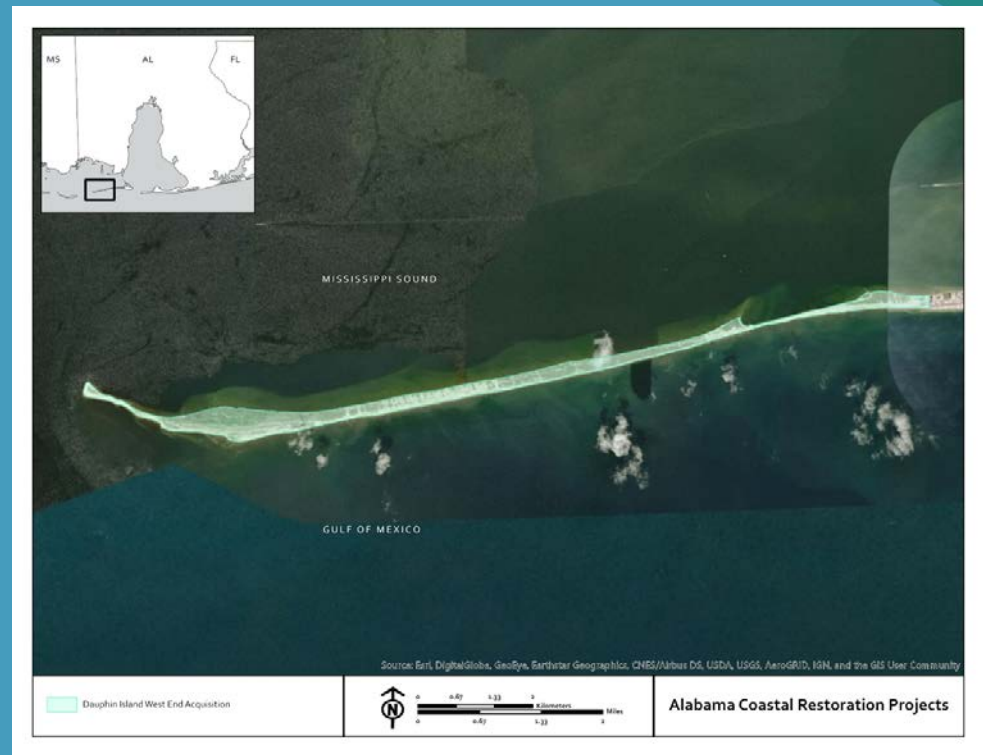 MS AL FL
MISSISSIPPI SOUND
GULF OF MEXICO
Source: Esri, DigitalGlobe, GeoEye, Earthstar Geographics, CNES/Airbus DS, USDA, USGS, AeroGRID, IGN, and the GIS User Community
Dauphin Island West End Acquisition
N
0 0.67 1.33 2
Kilometers
Miles
0 0.67 1.33 2
Alabama Coastal Restoration Projects